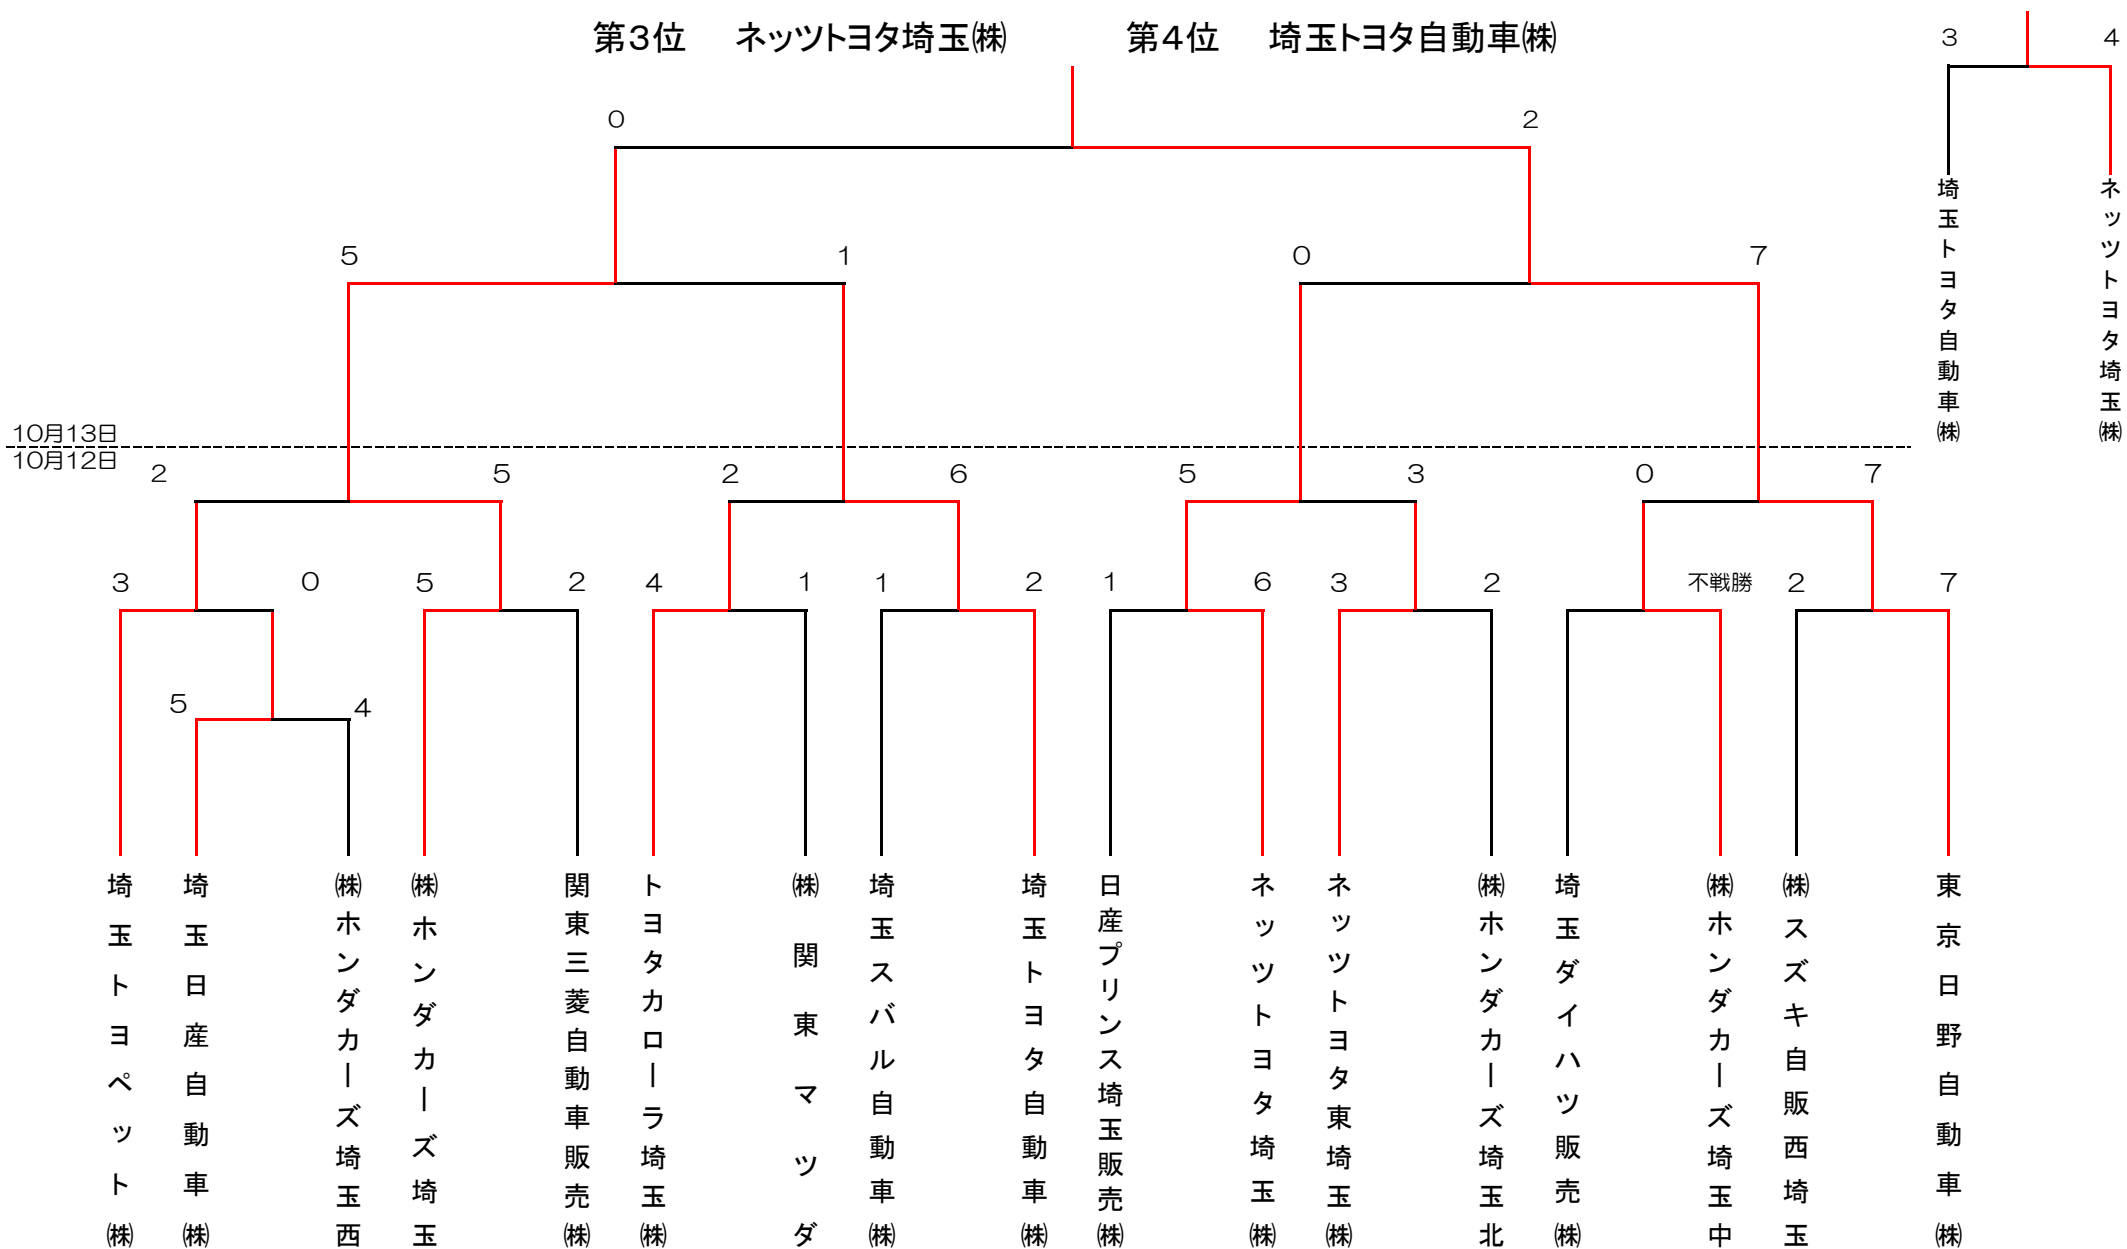 第3位　ネッツトヨタ埼玉㈱　第4位　埼玉トヨタ自動車㈱
3 4
0 2
埼玉トヨタ自動車㈱
ネッツトヨタ埼玉㈱
5 1 0 7
10月13日
10月12日
2 5 2 6 5 3 0 7
3 0 5 2 4 1 1 2 1 6 3 2 不戦勝 2 7
5 4
埼玉トヨペット㈱
埼玉日産自動車㈱
㈱ホンダカーズ埼玉西
㈱ホンダカーズ埼玉
関東三菱自動車販売㈱
トヨタカローラ埼玉㈱
㈱関東マツダ
埼玉スバル自動車㈱
埼玉トヨタ自動車㈱
日産プリンス埼玉販売㈱
ネッツトヨタ埼玉㈱
ネッツトヨタ東埼玉㈱
㈱ホンダカーズ埼玉北
埼玉ダイハツ販売㈱
㈱ホンダカーズ埼玉中
㈱スズキ自販西埼玉
東京日野自動車㈱